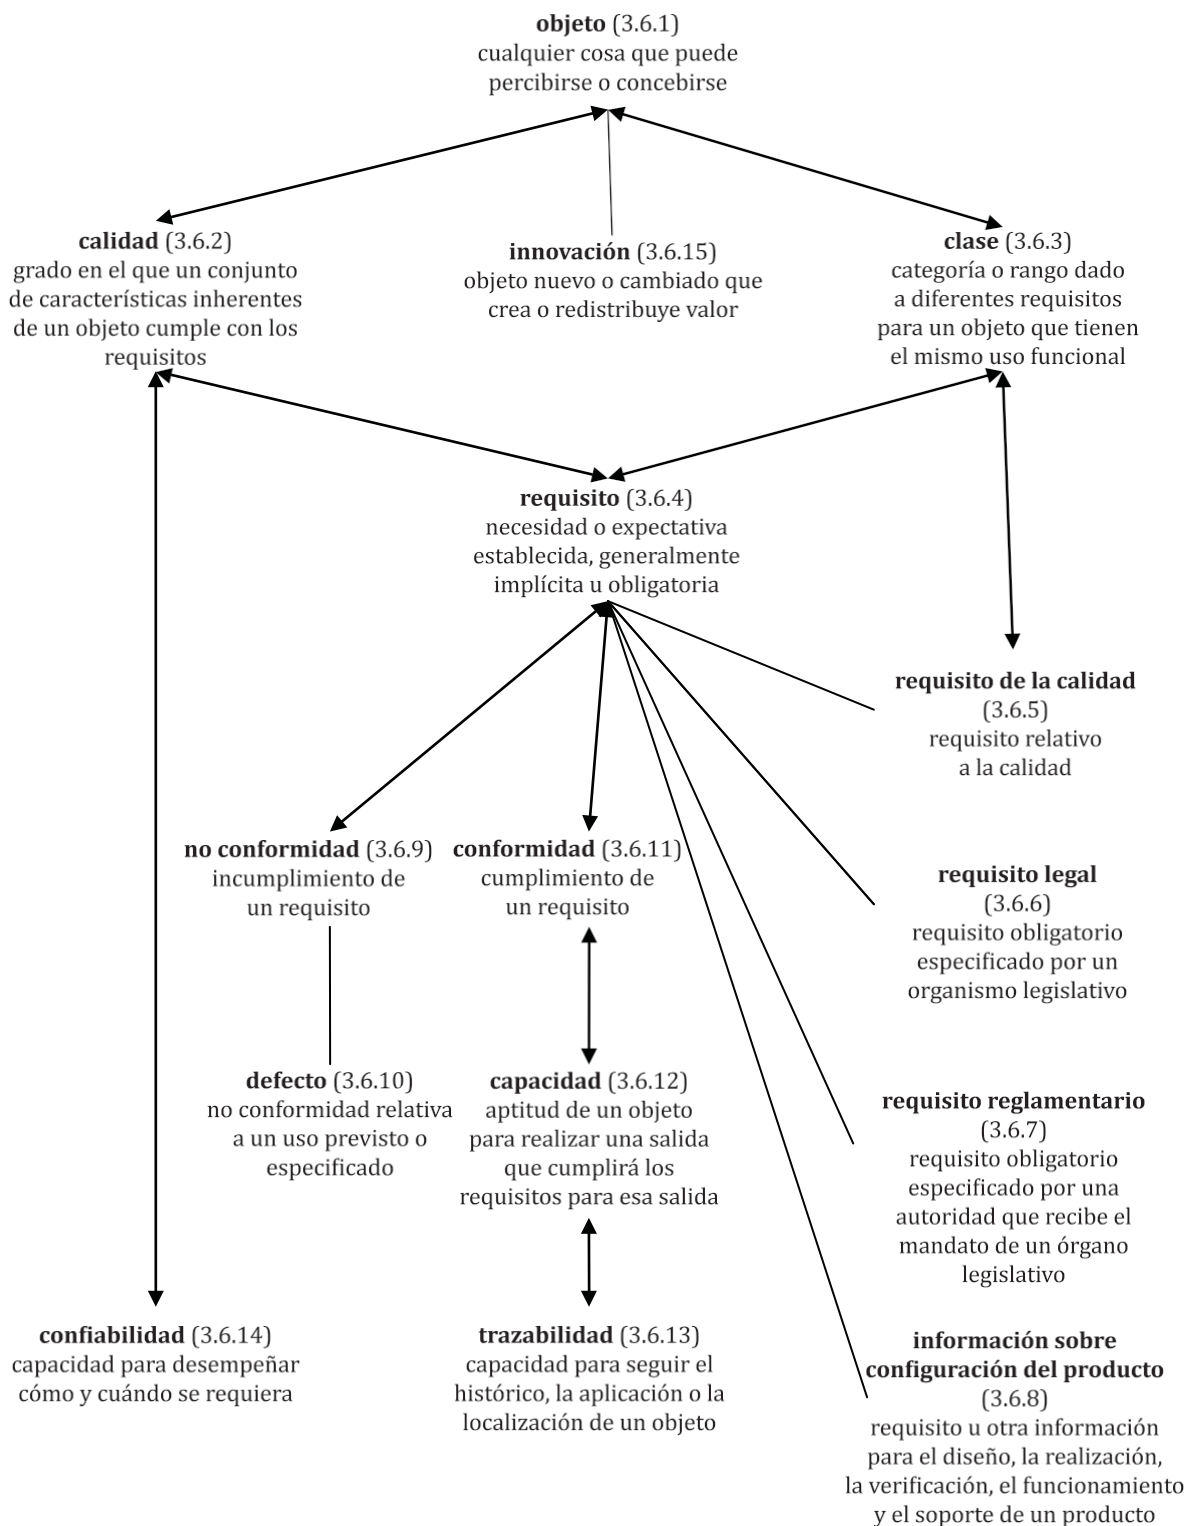 objeto (3.6.1)
cualquier cosa que puede
percibirse o concebirse
calidad (3.6.2)
grado en el que un conjunto
de características inherentes
de un objeto cumple con los
requisitos
innovación (3.6.15)
objeto nuevo o cambiado que
crea o redistribuye valor
clase (3.6.3)
categoría o rango dado
a diferentes requisitos
para un objeto que tienen
el mismo uso funcional
requisito (3.6.4)
necesidad o expectativa
establecida, generalmente
implícita u obligatoria
requisito de la calidad
(3.6.5)
requisito relativo
a la calidad
no conformidad (3.6.9)
incumplimiento de
un requisito
conformidad (3.6.11)
cumplimiento de
un requisito
requisito legal
(3.6.6)
requisito obligatorio
especificado por un
organismo legislativo
defecto (3.6.10)
no conformidad relativa
a un uso previsto o
especificado
capacidad (3.6.12)
aptitud de un objeto
para realizar una salida
que cumplirá los
requisitos para esa salida
requisito reglamentario
(3.6.7)
requisito obligatorio
especificado por una
autoridad que recibe el
mandato de un órgano
legislativo
confiabilidad (3.6.14)
capacidad para desempeñar
cómo y cuándo se requiera
trazabilidad (3.6.13)
capacidad para seguir el
histórico, la aplicación o la
localización de un objeto
información sobre
configuración del producto
(3.6.8)
requisito u otra información
para el diseño, la realización,
la verificación, el funcionamiento
y el soporte de un producto